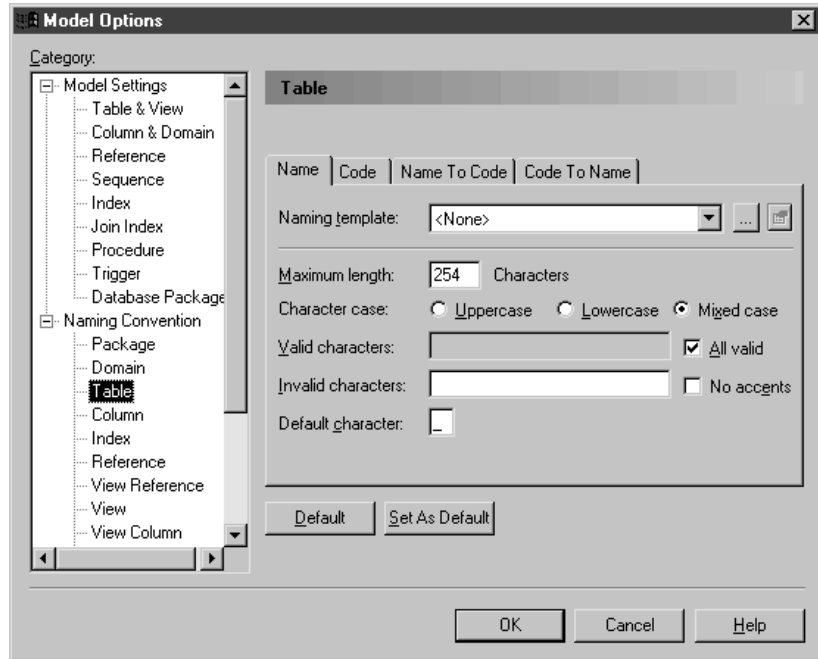 Model Options
Category:
Model Settings
Table & View
Column & Domain
Reference
Sequence
Index
Join Index
Procedure
Trigger
Database Package
Naming Convention
Package
Domain
Table
Column
Index
Reference
View Reference
View
View Column
Table
Name Code Name To Code Code To Name
Naming template: <None> ...
Maximum length: 254 Characters
Character case: Uppercase Lowercase Mixed case
Valid characters: All valid
Invalid characters: No accents
Default character: _
Default Set As Default
OK Cancel Help